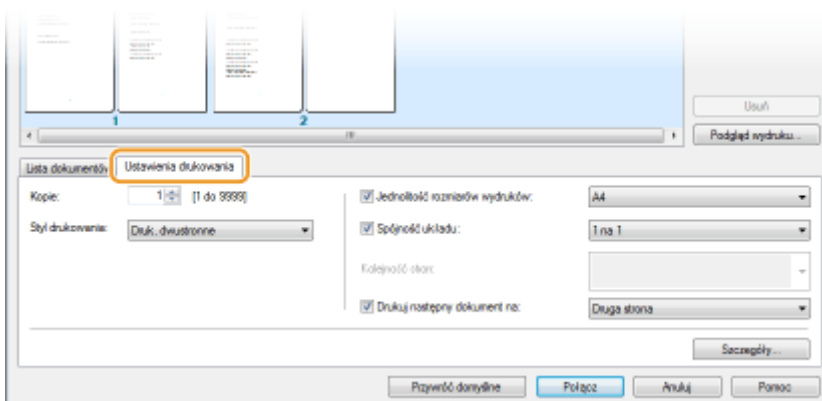 1 2
Usuń
Podgląd wydruku...
Lista dokumentów Ustawienia drukowania
Kopie: 1 [1 do 9999] Jednolitość rozmiarów wydruków: A4
Styl drukowania: Druk. dwustronne Spójność układu: 1 na 1
Kolejność stron:
Drukuj następny dokument na: Druga strona
Szczegóły...
Przywróć domyślne Połącz Anuluj Pomoc